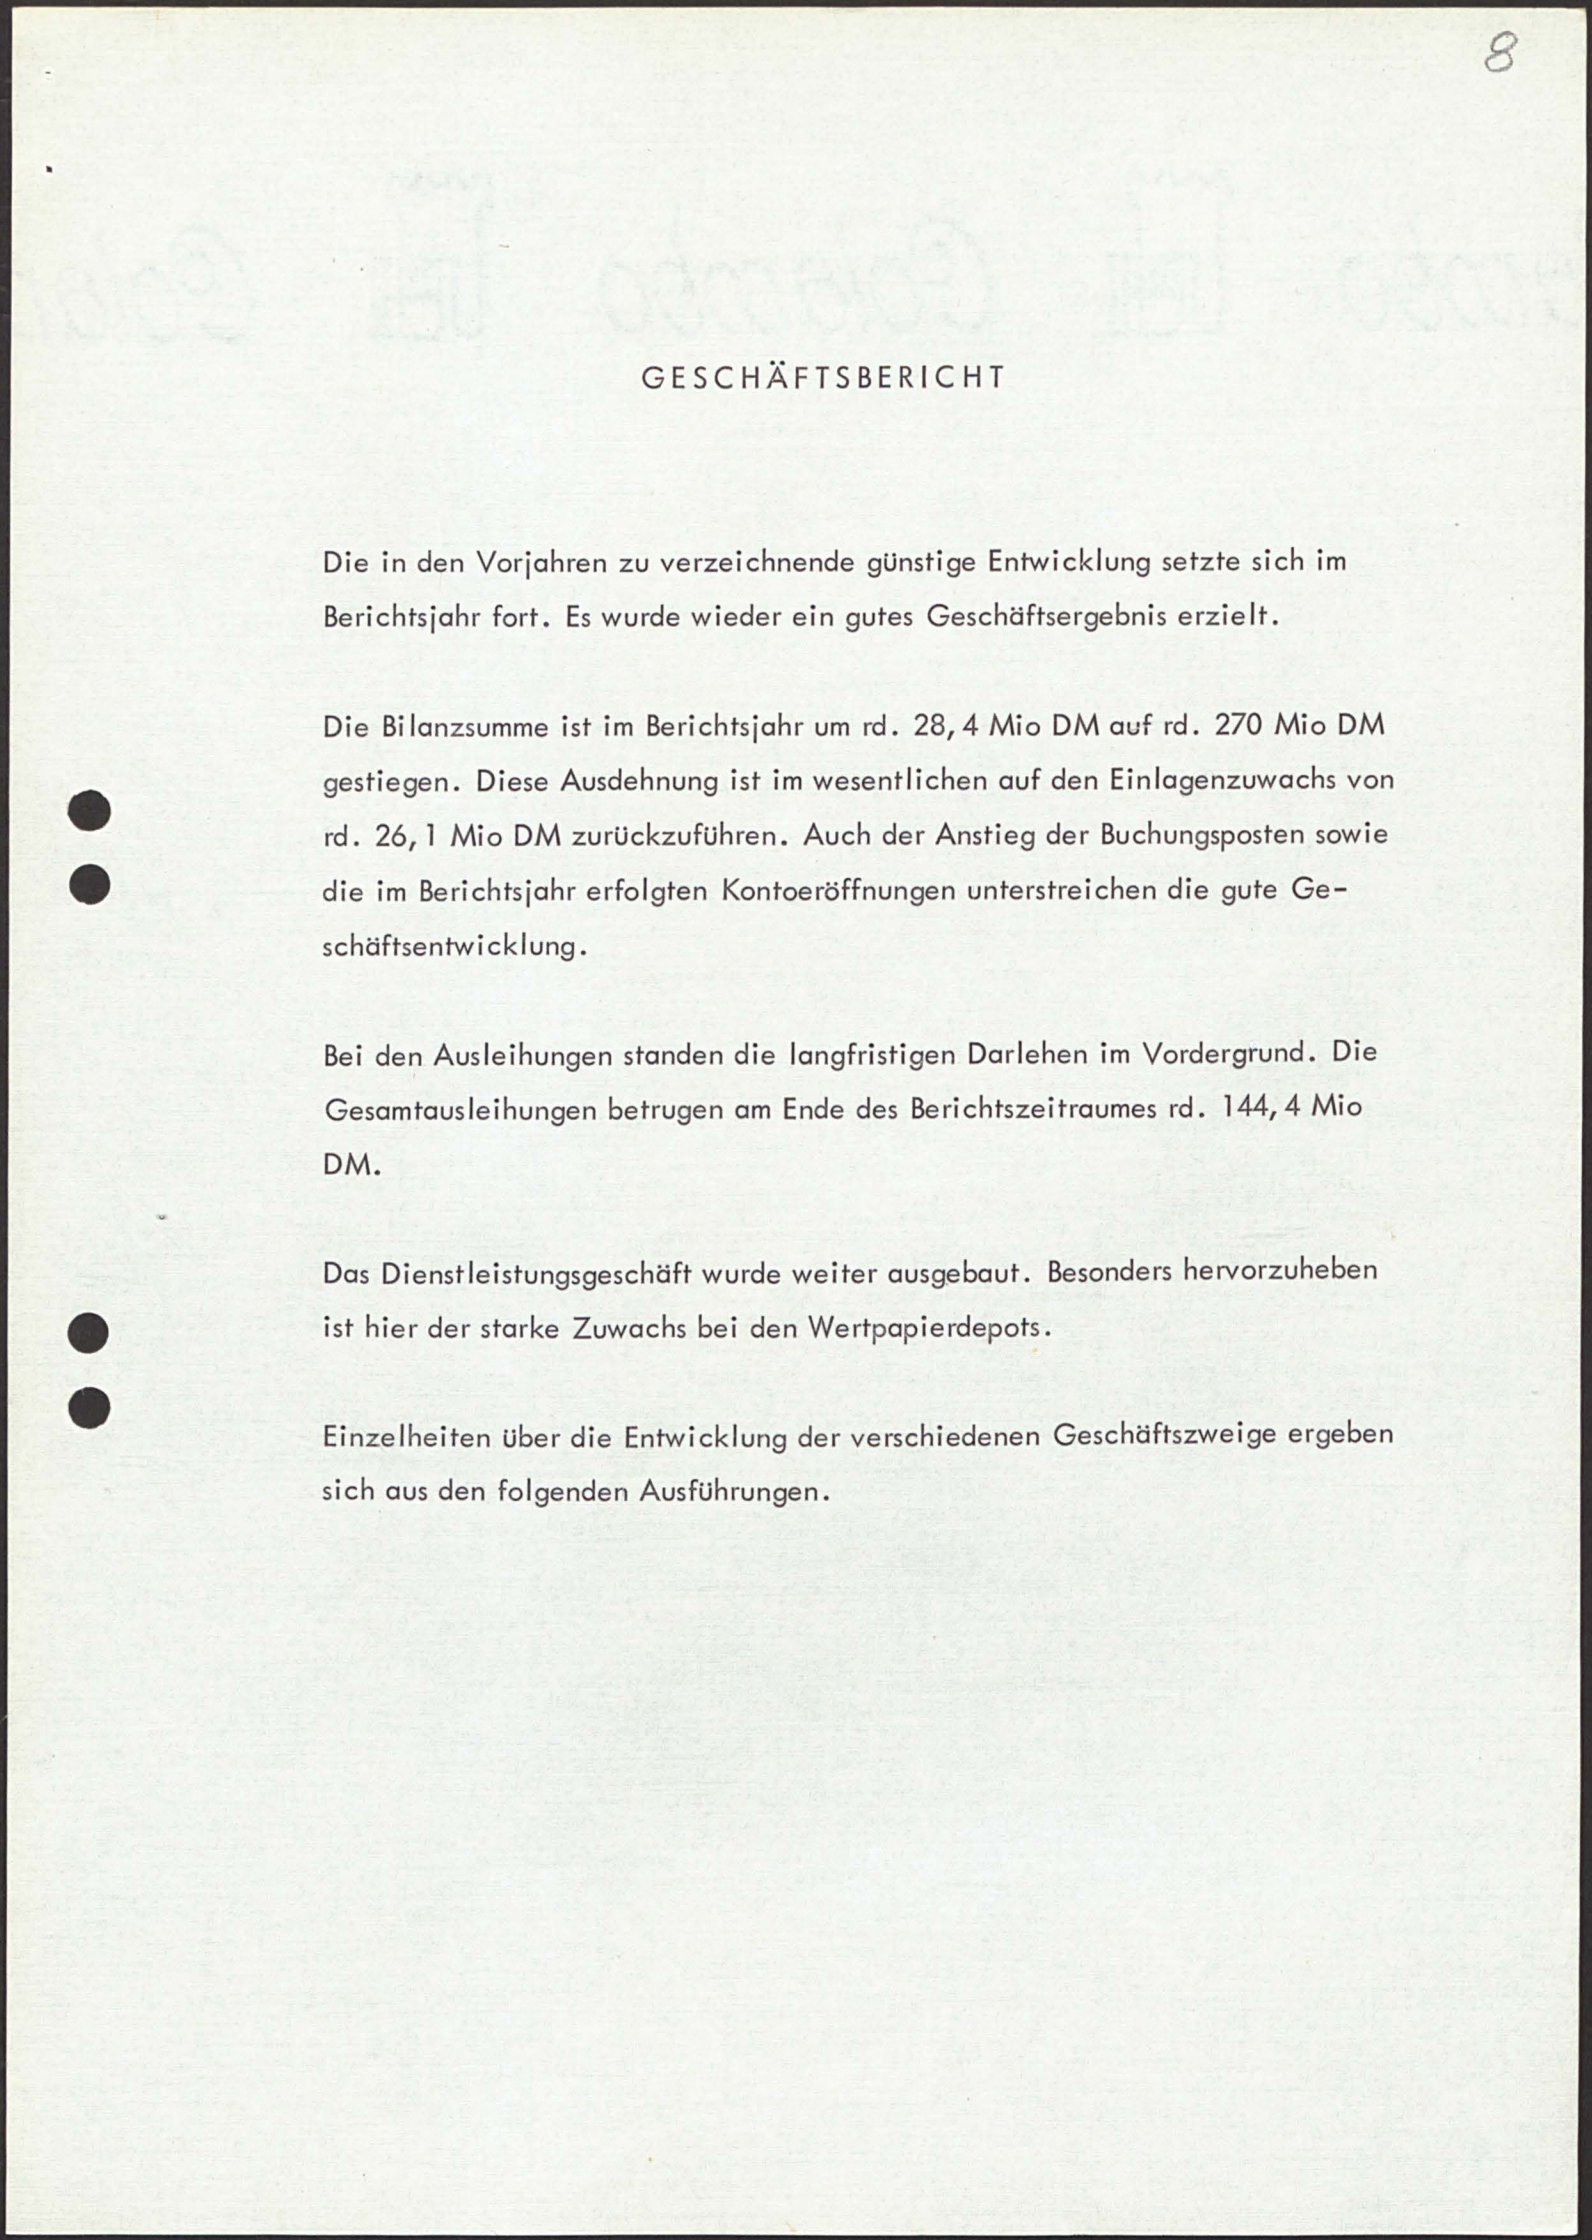 8
GESCHÄFTSBERICHT
Die in den Vorjahren zu verzeichnende günstige Entwicklung setzte sich im
Berichtsjahr fort. Es wurde wieder ein gutes Geschäftsergebnis erzielt.
Die Bilanzsumme ist im Berichtsjahr um rd. 28,4 Mio DM auf rd. 270 Mio DM
gestiegen. Diese Ausdehnung ist im wesentlichen auf den Einlagenzuwachs von
rd. 26,1 Mio DM zurückzuführen. Auch der Anstieg der Buchungsposten sowie
die im Berichtsjahr erfolgten Kontoeröffnungen unterstreichen die gute Ge-
schäftsentwicklung.
Bei den Ausleihungen standen die langfristigen Darlehen im Vordergrund. Die
Gesamtausleihungen betrugen am Ende des Berichtszeitraumes rd. 144,4 Mio
DM.
Das Dienstleistungsgeschäft wurde weiter ausgebaut. Besonders hervorzuheben
ist hier der starke Zuwachs bei den Wertpapierdepots.
Einzelheiten über die Entwicklung der verschiedenen Geschäftszweige ergeben
sich aus den folgenden Ausführungen.